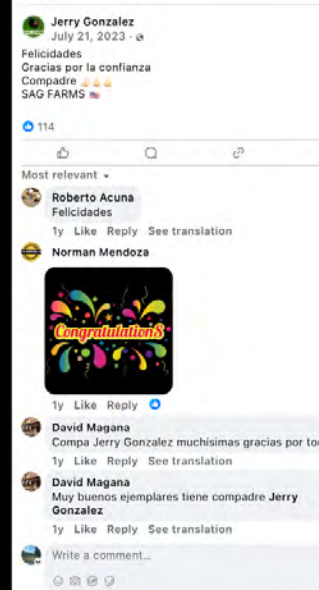 Jerry Gonzalez
July 21, 2023 ·
Felicidades
Gracias por la confianza
Compadre
SAG FARMS
114
Most relevant
Roberto Acuna
Felicidades
1y Like Reply See translation
Norman Mendoza
CongratulationS
1y Like Reply
David Magana
Compa Jerry Gonzalez muchísimas gracias por
1y Like Reply See translation
David Magana
Muy buenos ejemplares tiene compadre Jerry
Gonzalez
1y Like Reply See translation
Write a comment...